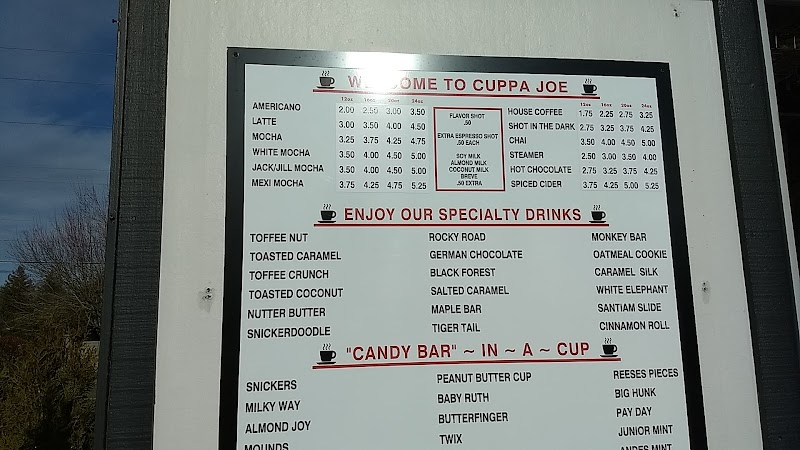 WELCOME TO CUPPA JOE
12oz 16oz 20oz 24oz
AMERICANO 2.00 2.50 3.00 3.50
LATTE 3.00 3.50 4.00 4.50
MOCHA 3.25 3.75 4.25 4.75
WHITE MOCHA 3.50 4.00 4.50 5.00
JACK/JILL MOCHA 3.50 4.00 4.50 5.00
MEXI MOCHA 3.75 4.25 4.75 5.25
FLAVOR SHOT
.50
EXTRA ESPRESSO SHOT
.50 EACH
SOY MILK
ALMOND MILK
COCONUT MILK
BREVE
.50 EXTRA
12oz 16oz 20oz 24oz
HOUSE COFFEE 1.75 2.25 2.75 3.25
SHOT IN THE DARK 2.75 3.25 3.75 4.25
CHAI 3.50 4.00 4.50 5.00
STEAMER 2.50 3.00 3.50 4.00
HOT CHOCOLATE 2.75 3.25 3.75 4.25
SPICED CIDER 3.75 4.25 5.00 5.25
ENJOY OUR SPECIALTY DRINKS
TOFFEE NUT
TOASTED CARAMEL
TOFFEE CRUNCH
TOASTED COCONUT
NUTTER BUTTER
SNICKERDOODLE
ROCKY ROAD
GERMAN CHOCOLATE
BLACK FOREST
SALTED CARAMEL
MAPLE BAR
TIGER TAIL
MONKEY BAR
OATMEAL COOKIE
CARAMEL SILK
WHITE ELEPHANT
SANTIAM SLIDE
CINNAMON ROLL
"CANDY BAR" ~ IN ~ A ~ CUP
SNICKERS
MILKY WAY
ALMOND JOY
MOUNDS
PEANUT BUTTER CUP
BABY RUTH
BUTTERFINGER
TWIX
REESES PIECES
BIG HUNK
PAY DAY
JUNIOR MINT
ANDES MINT